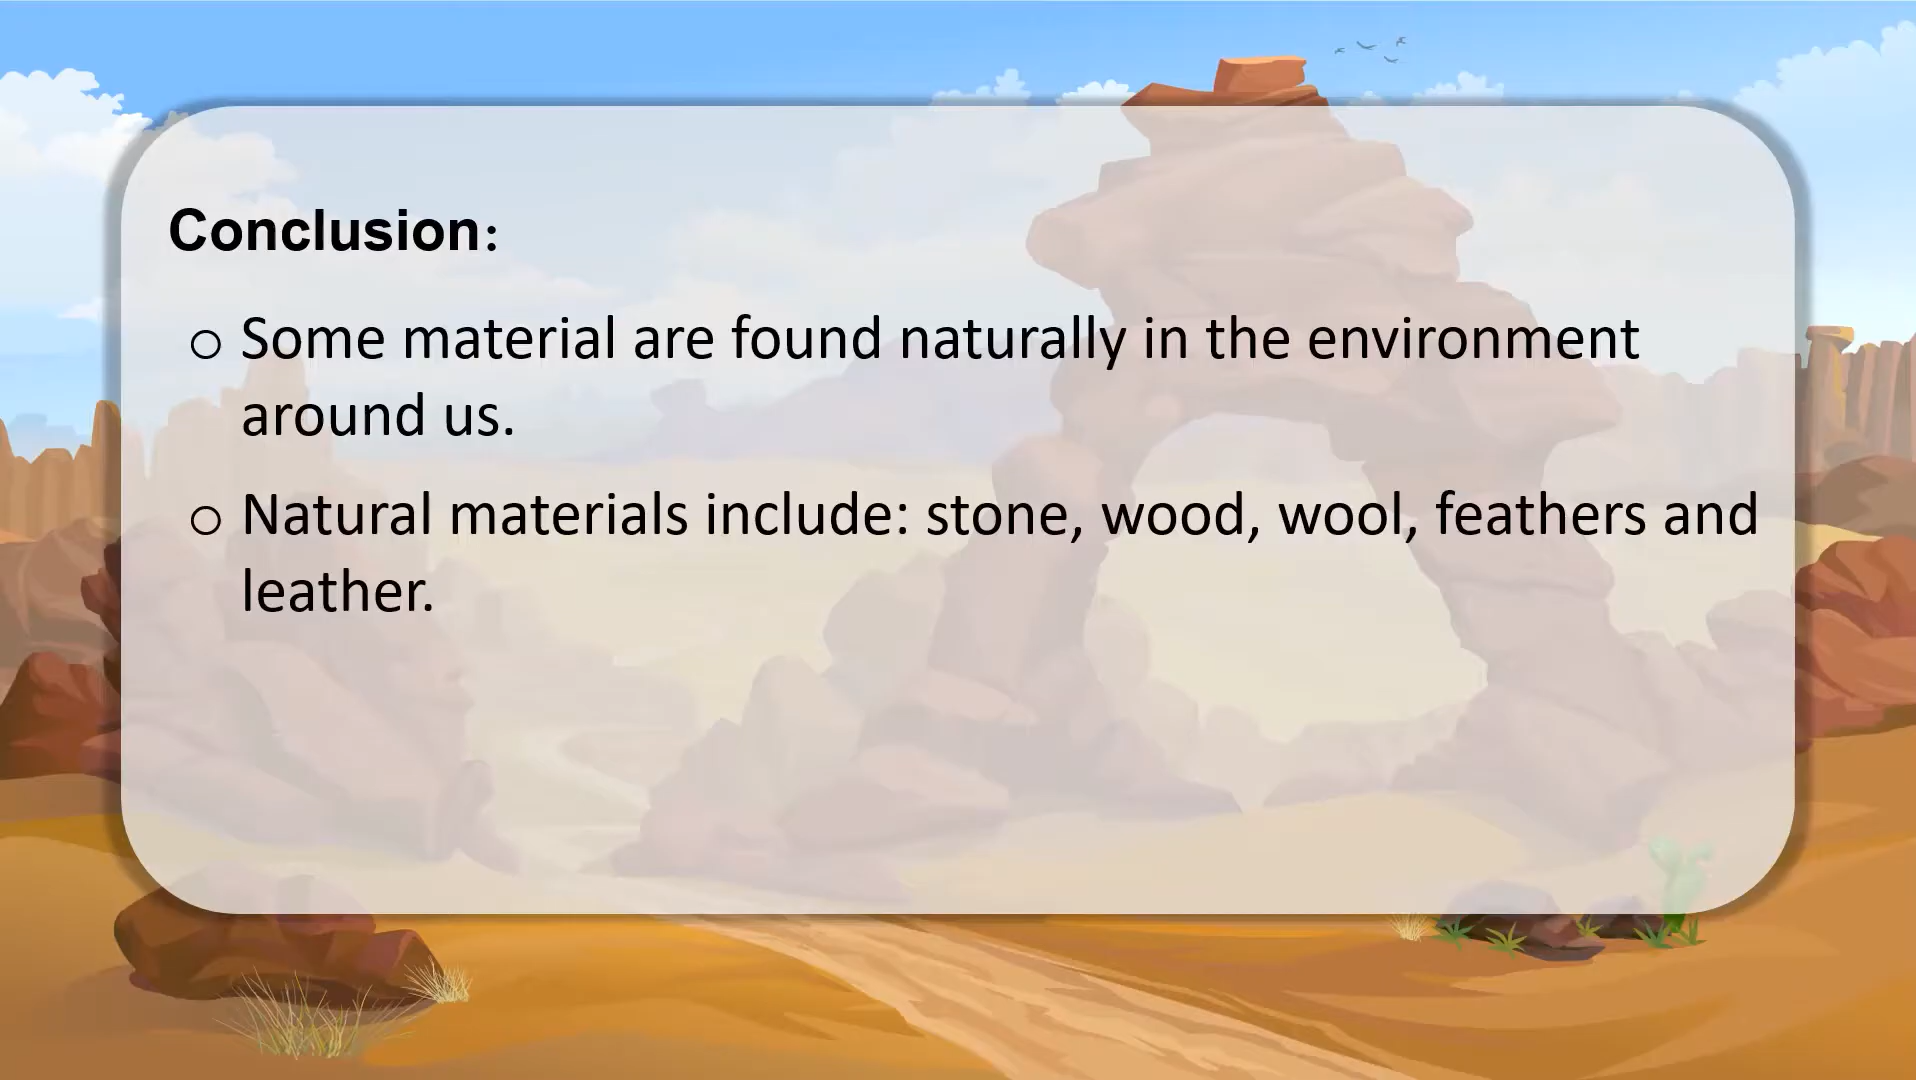 Conclusion:
o Some material are found naturally in the environment
around us.
o Natural materials include: stone, wood, wool, feathers and
leather.